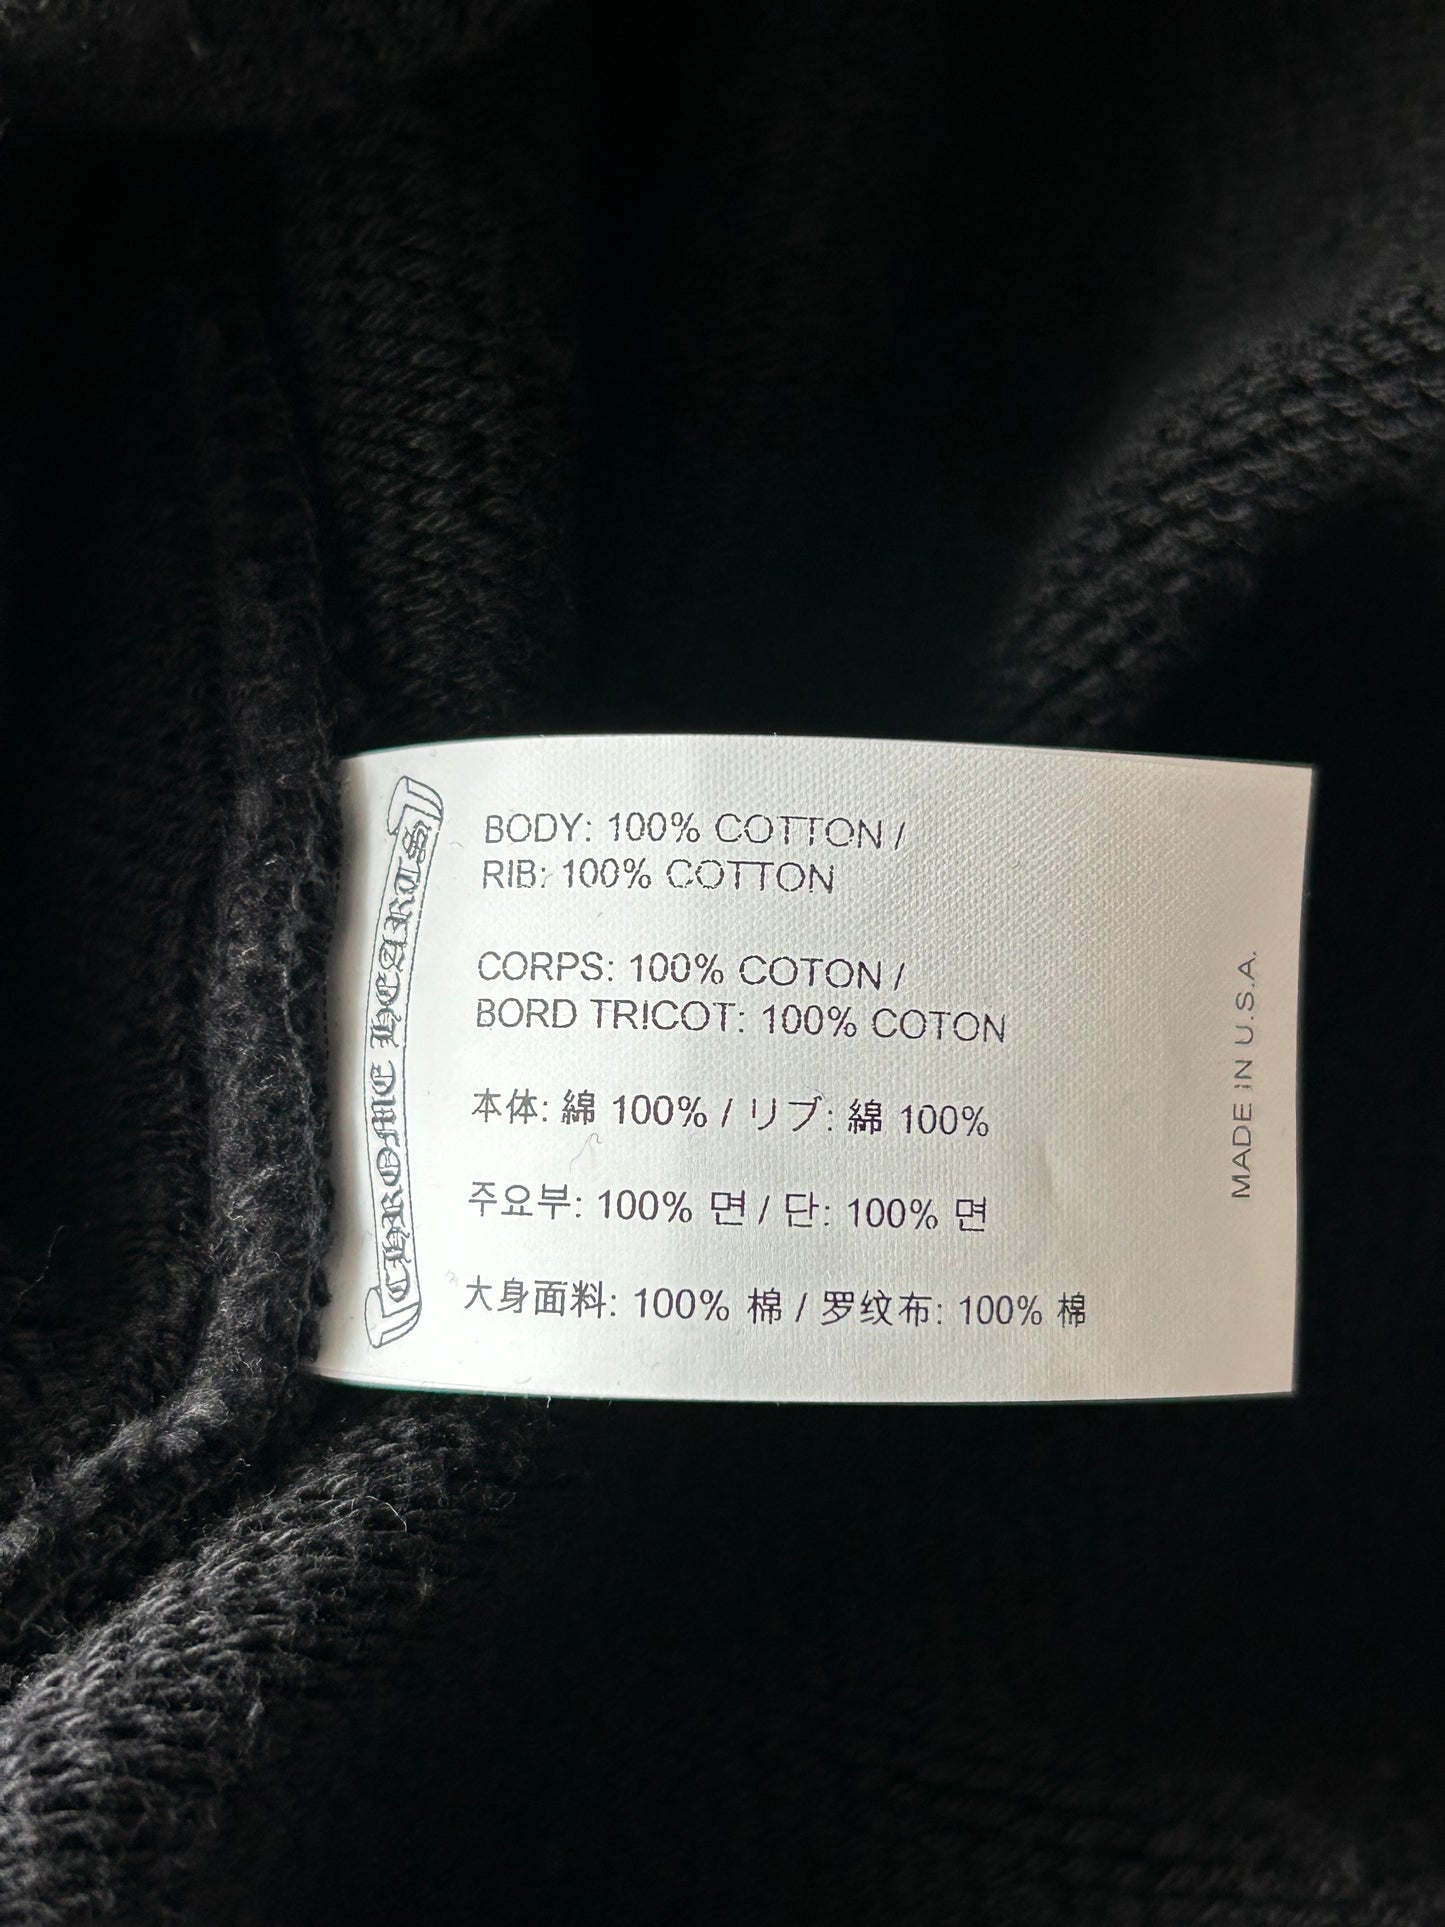 CHROME HEARTS
BODY: 100% COTTON /
RIB: 100% COTTON
CORPS: 100% COTON /
BORD TRICOT: 100% COTON
本体: 綿 100% / リブ: 綿 100%
주요부: 100% 면 / 단: 100% 면
大身面料: 100% 棉 / 罗纹布: 100% 棉
MADE IN U.S.A.